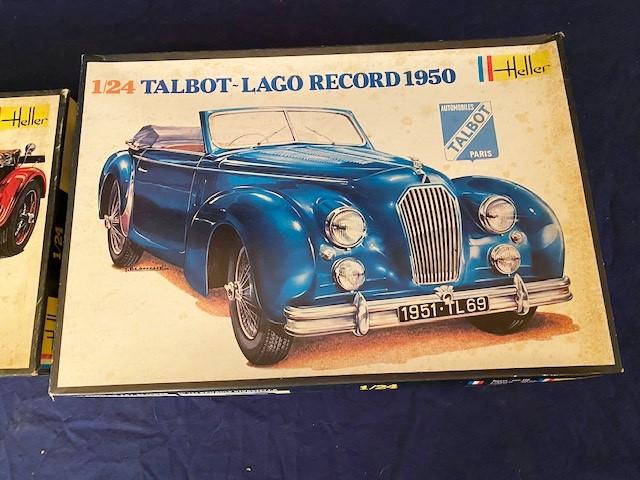 1/24 TALBOT~LAGO RECORD 1950
Heller
AUTOMOBILES
TALBOT
PARIS
1951·TL69
1/24
Heller
1/24